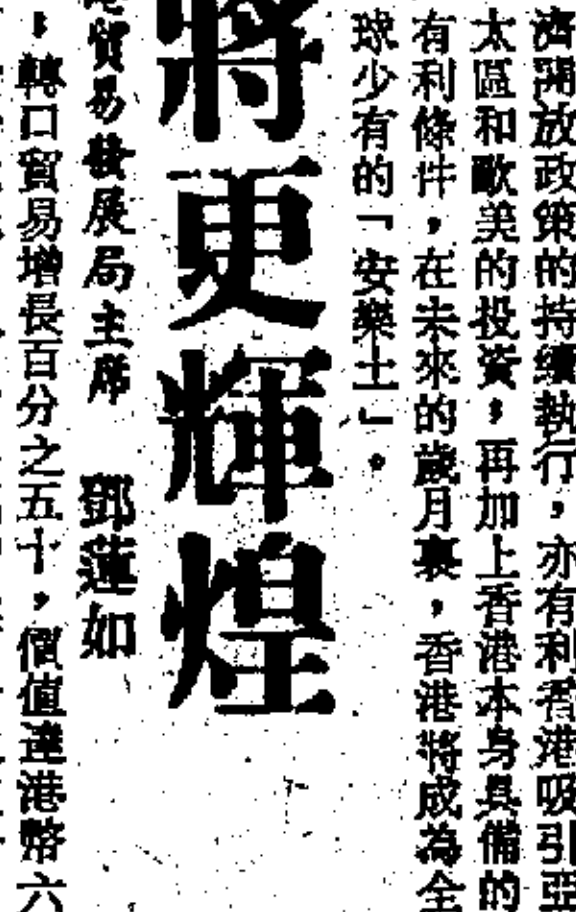 濟開放政策的持續執行，亦有利香港吸引亞
太區和歐美的投資，再加上香港本身具備的
有利條件，在未來的歲月裏，香港將成為全
球少有的「安樂土」。
將更輝煌
貿易發展局主席　鄧蓮如
，轉口貿易增長百分之五十，價值達港幣六